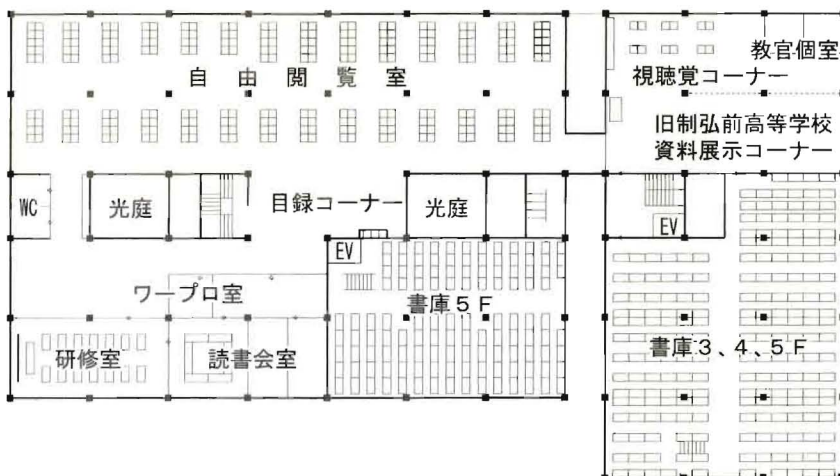 教官個室
視聴覚コーナー
自由閲覧室
旧制弘前高等学校
資料展示コーナー
WC
光庭
目録コーナー
光庭
EV
EV
ワープロ室
書庫5F
研修室
読書会室
書庫3、4、5F